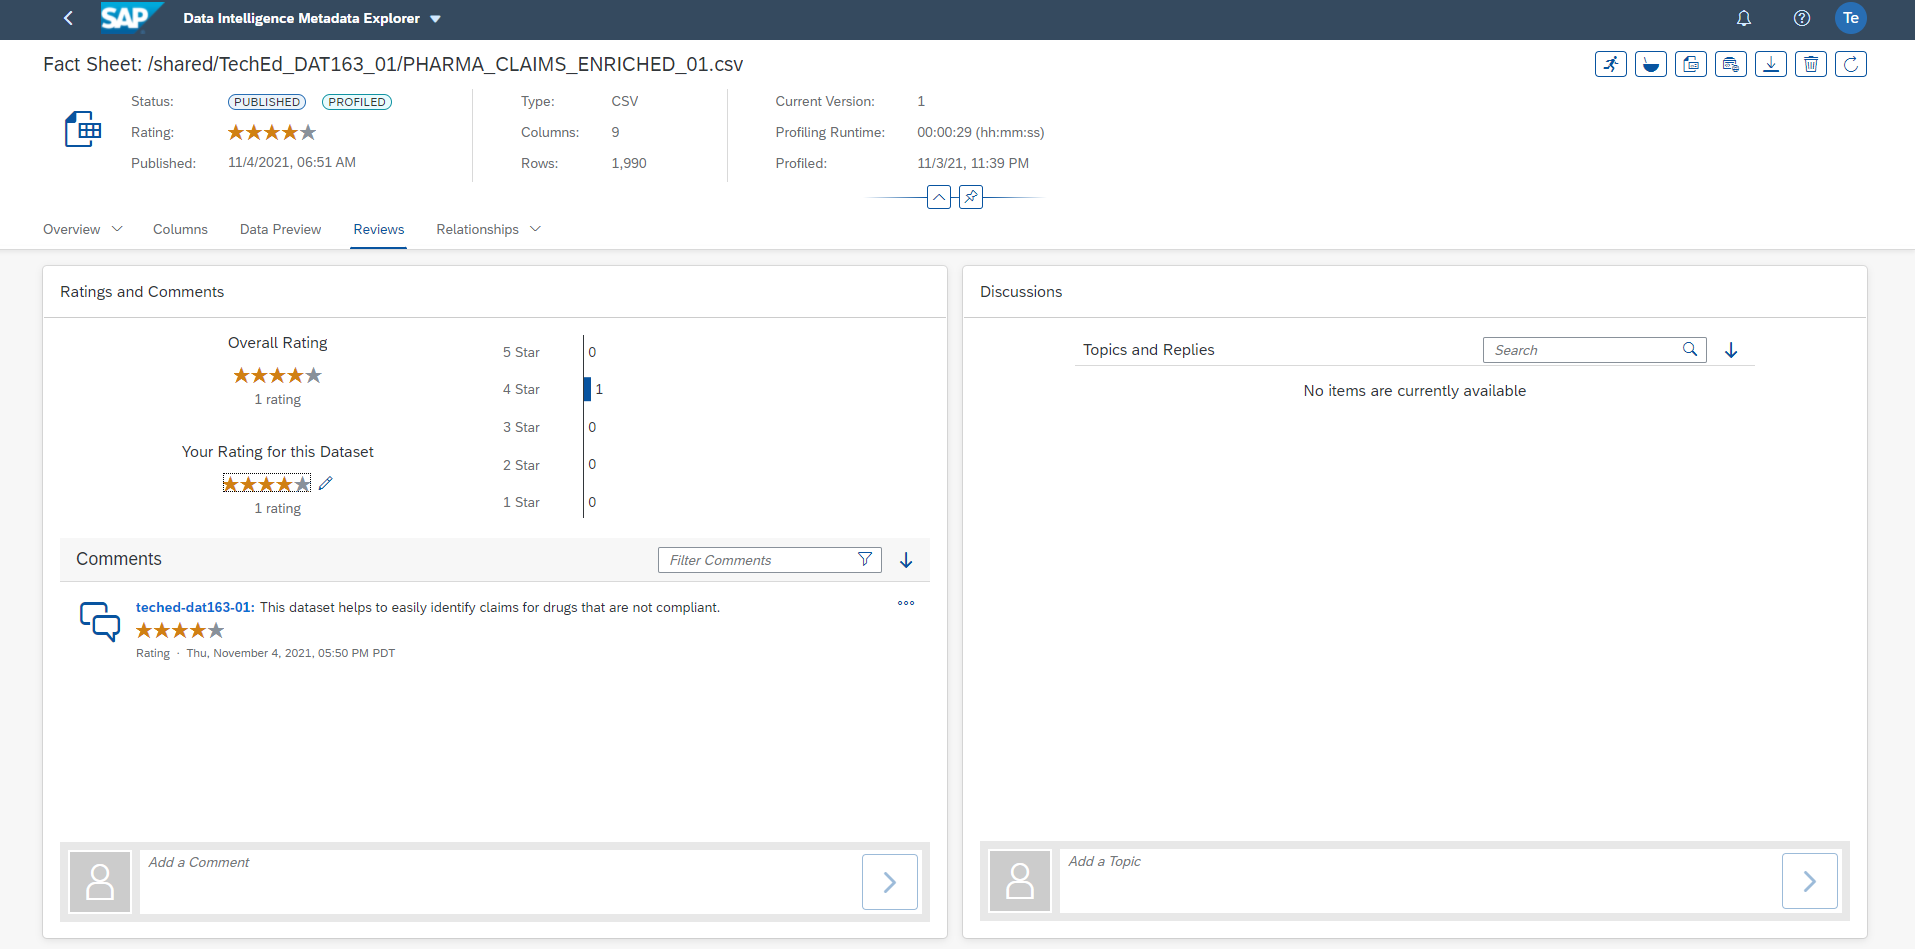 SAP Data Intelligence Metadata Explorer Te
Fact Sheet: /shared/TechEd_DAT163_01/PHARMA_CLAIMS_ENRICHED_01.csv
Status: PUBLISHED PROFILED
Rating:
Published: 11/4/2021, 06:51 AM
Type: CSV
Columns: 9
Rows: 1,990
Current Version: 1
Profiling Runtime: 00:00:29 (hh:mm:ss)
Profiled: 11/3/21, 11:39 PM
Overview Columns Data Preview Reviews Relationships
Ratings and Comments
Overall Rating
1 rating
Your Rating for this Dataset
1 rating
5 Star 0
4 Star 1
3 Star 0
2 Star 0
1 Star 0
Comments Filter Comments
teched-dat163-01: This dataset helps to easily identify claims for drugs that are not compliant.
Rating · Thu, November 4, 2021, 05:50 PM PDT
Add a Comment
Discussions
Topics and Replies Search
No items are currently available
Add a Topic